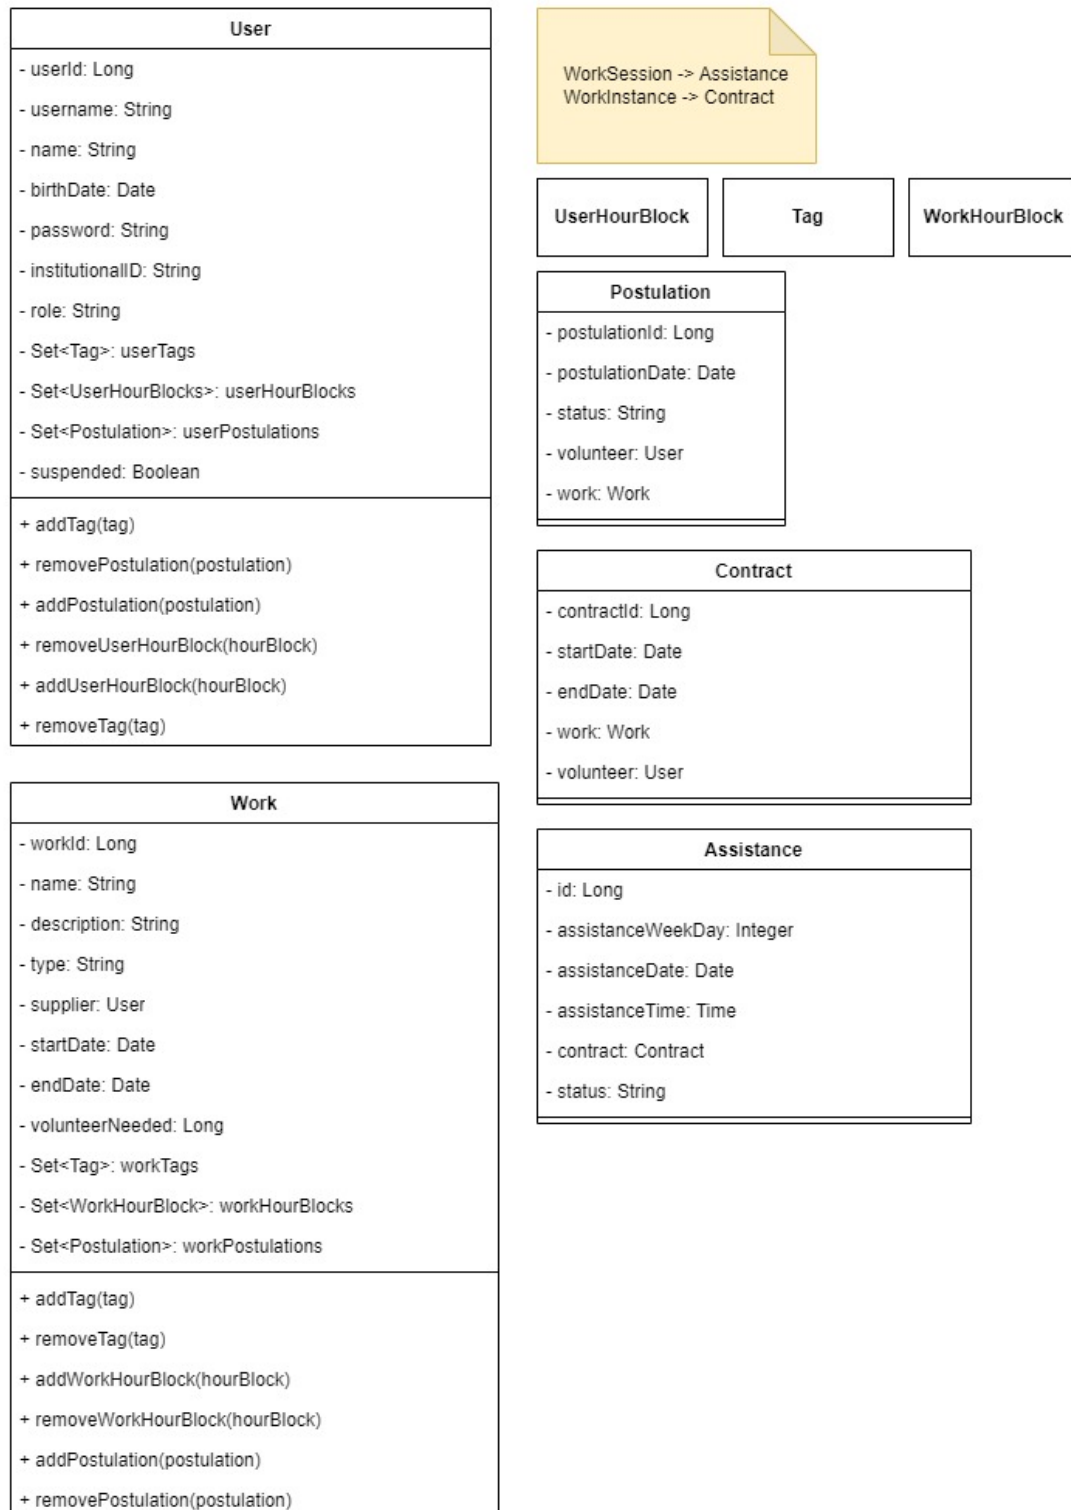 User
- userId: Long
- username: String
- name: String
- birthDate: Date
- password: String
- institutionalID: String
- role: String
- Set<Tag>: userTags
- Set<UserHourBlocks>: userHourBlocks
- Set<Postulation>: userPostulations
- suspended: Boolean
+ addTag(tag)
+ removePostulation(postulation)
+ addPostulation(postulation)
+ removeUserHourBlock(hourBlock)
+ addUserHourBlock(hourBlock)
+ removeTag(tag)
Work
- workId: Long
- name: String
- description: String
- type: String
- supplier: User
- startDate: Date
- endDate: Date
- volunteerNeeded: Long
- Set<Tag>: workTags
- Set<WorkHourBlock>: workHourBlocks
- Set<Postulation>: workPostulations
+ addTag(tag)
+ removeTag(tag)
+ addWorkHourBlock(hourBlock)
+ removeWorkHourBlock(hourBlock)
+ addPostulation(postulation)
+ removePostulation(postulation)
WorkSession -> Assistance
WorkInstance -> Contract
UserHourBlock
Tag
WorkHourBlock
Postulation
- postulationId: Long
- postulationDate: Date
- status: String
- volunteer: User
- work: Work
Contract
- contractId: Long
- startDate: Date
- endDate: Date
- work: Work
- volunteer: User
Assistance
- id: Long
- assistanceWeekDay: Integer
- assistanceDate: Date
- assistanceTime: Time
- contract: Contract
- status: String